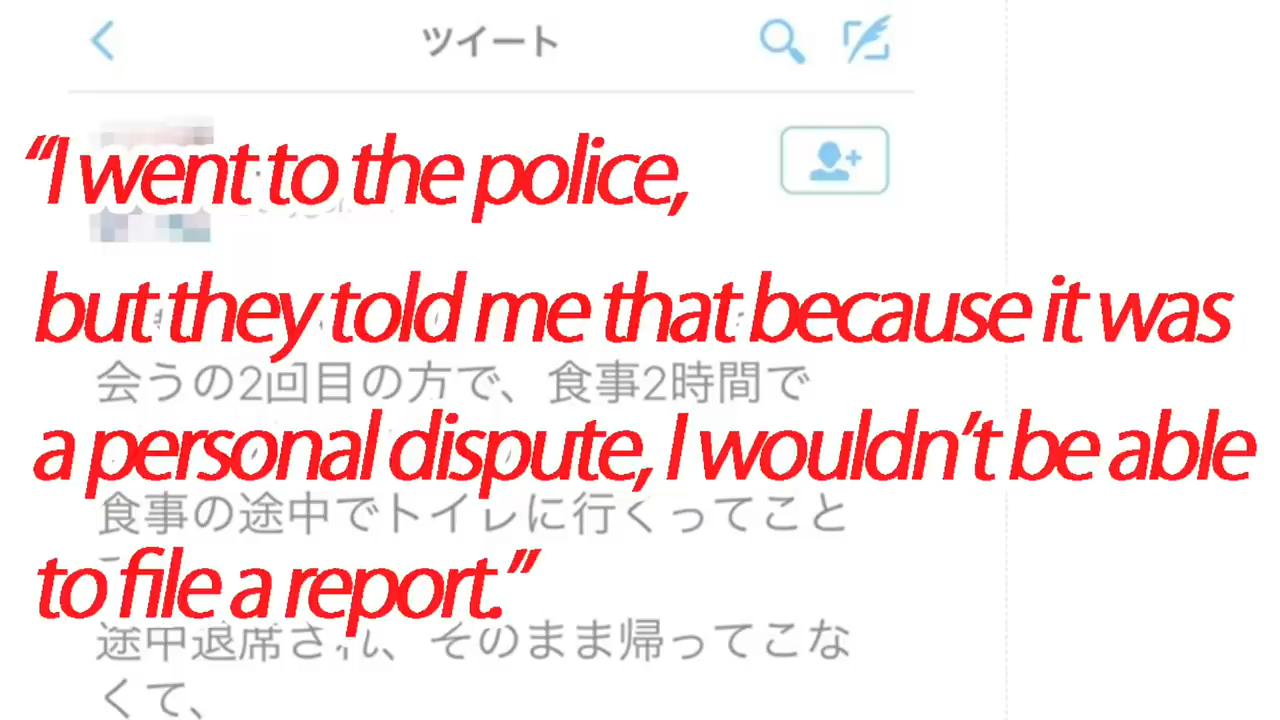 ツイート
“I went to the police,
but they told me that because it was
会うの2回目の方で、食事2時間で
a personal dispute, I wouldn’t be able
食事の途中でトイレに行くってこと
to file a report.”
途中退席され、そのまま帰ってこな
くて、